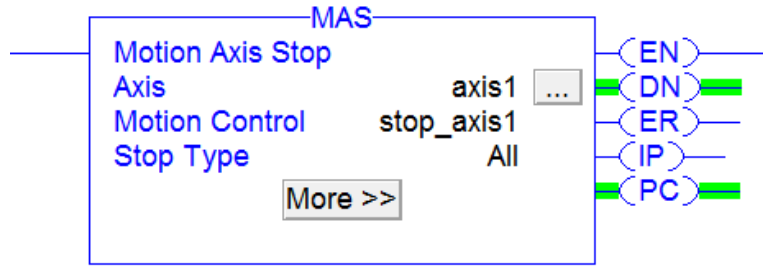 MAS
Motion Axis Stop (EN)
Axis axis1 ... (DN)
Motion Control stop_axis1 (ER)
Stop Type All (IP)
More >> (PC)